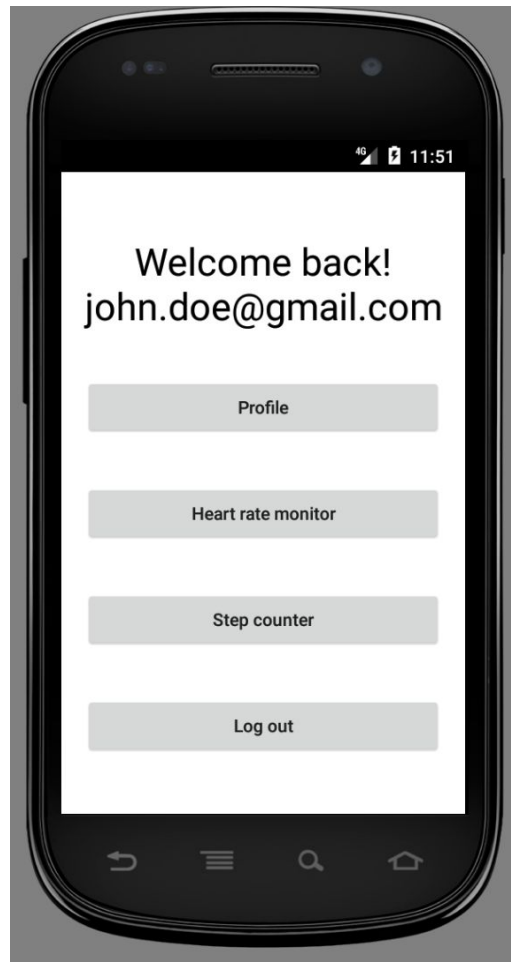 4G 11:51
Welcome back!
john.doe@gmail.com
Profile
Heart rate monitor
Step counter
Log out